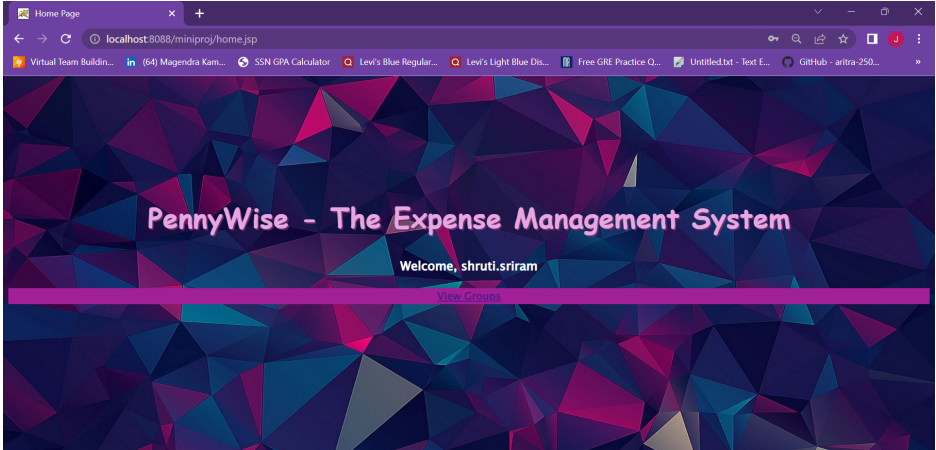 Home Page
localhost:8088/miniproj/home.jsp
J
Virtual Team Buildin... in (64) Magendra Kam... SSN GPA Calculator Q Levi's Blue Regular... Q Levi's Light Blue Dis... Free GRE Practice Q... Untitled.txt - Text E... GitHub - aritra-250... »
PennyWise - The Expense Management System
Welcome, shruti.sriram
View Groups